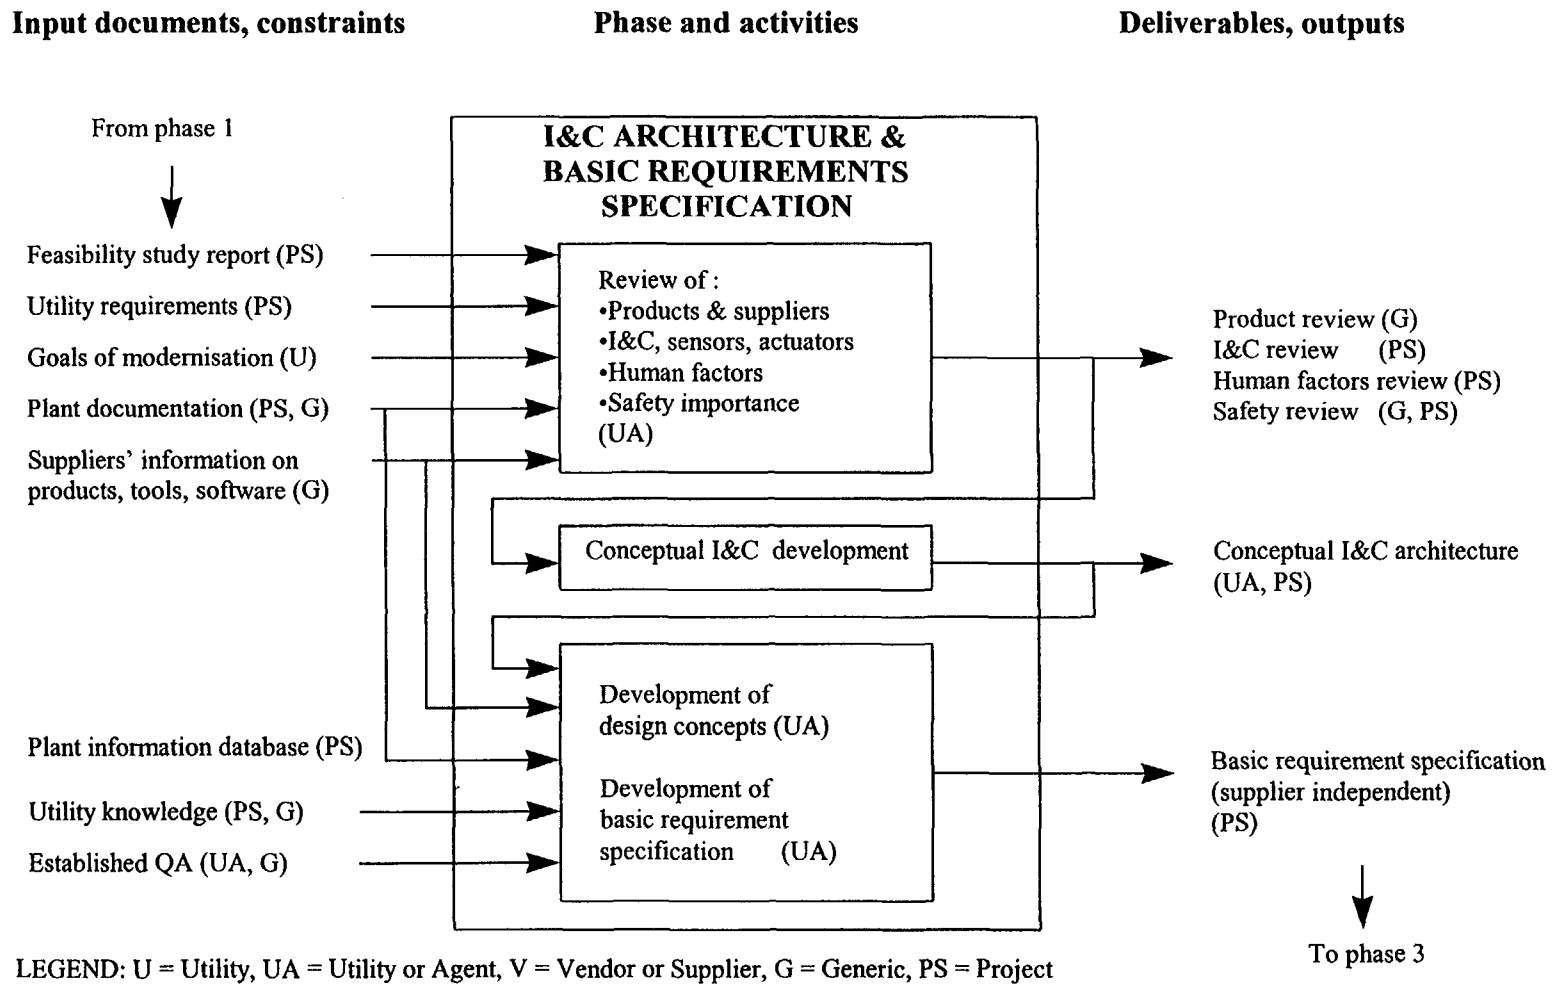 Input documents, constraints
Phase and activities
Deliverables, outputs
From phase 1
I&C ARCHITECTURE &
BASIC REQUIREMENTS
SPECIFICATION
Feasibility study report (PS)
Utility requirements (PS)
Goals of modernisation (U)
Plant documentation (PS, G)
Suppliers' information on
products, tools, software (G)
Review of :
•Products & suppliers
•I&C, sensors, actuators
•Human factors
•Safety importance
(UA)
Product review (G)
I&C review (PS)
Human factors review (PS)
Safety review (G, PS)
Conceptual I&C development
Conceptual I&C architecture
(UA, PS)
Plant information database (PS)
Utility knowledge (PS, G)
Established QA (UA, G)
Development of
design concepts (UA)
Development of
basic requirement
specification (UA)
Basic requirement specification
(supplier independent)
(PS)
To phase 3
LEGEND: U = Utility, UA = Utility or Agent, V = Vendor or Supplier, G = Generic, PS = Project